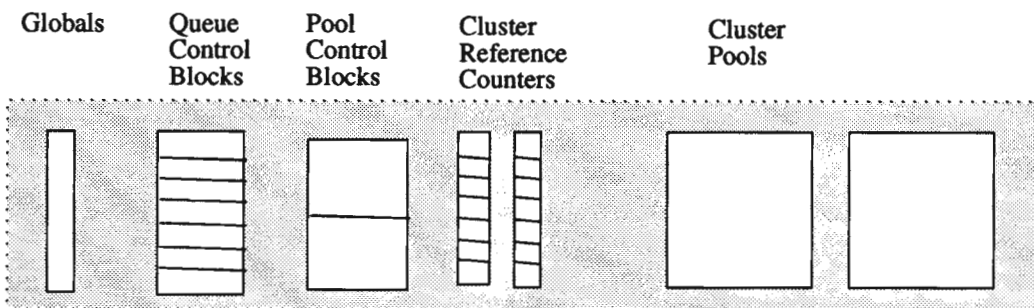 Globals
Queue
Control
Blocks
Pool
Control
Blocks
Cluster
Reference
Counters
Cluster
Pools